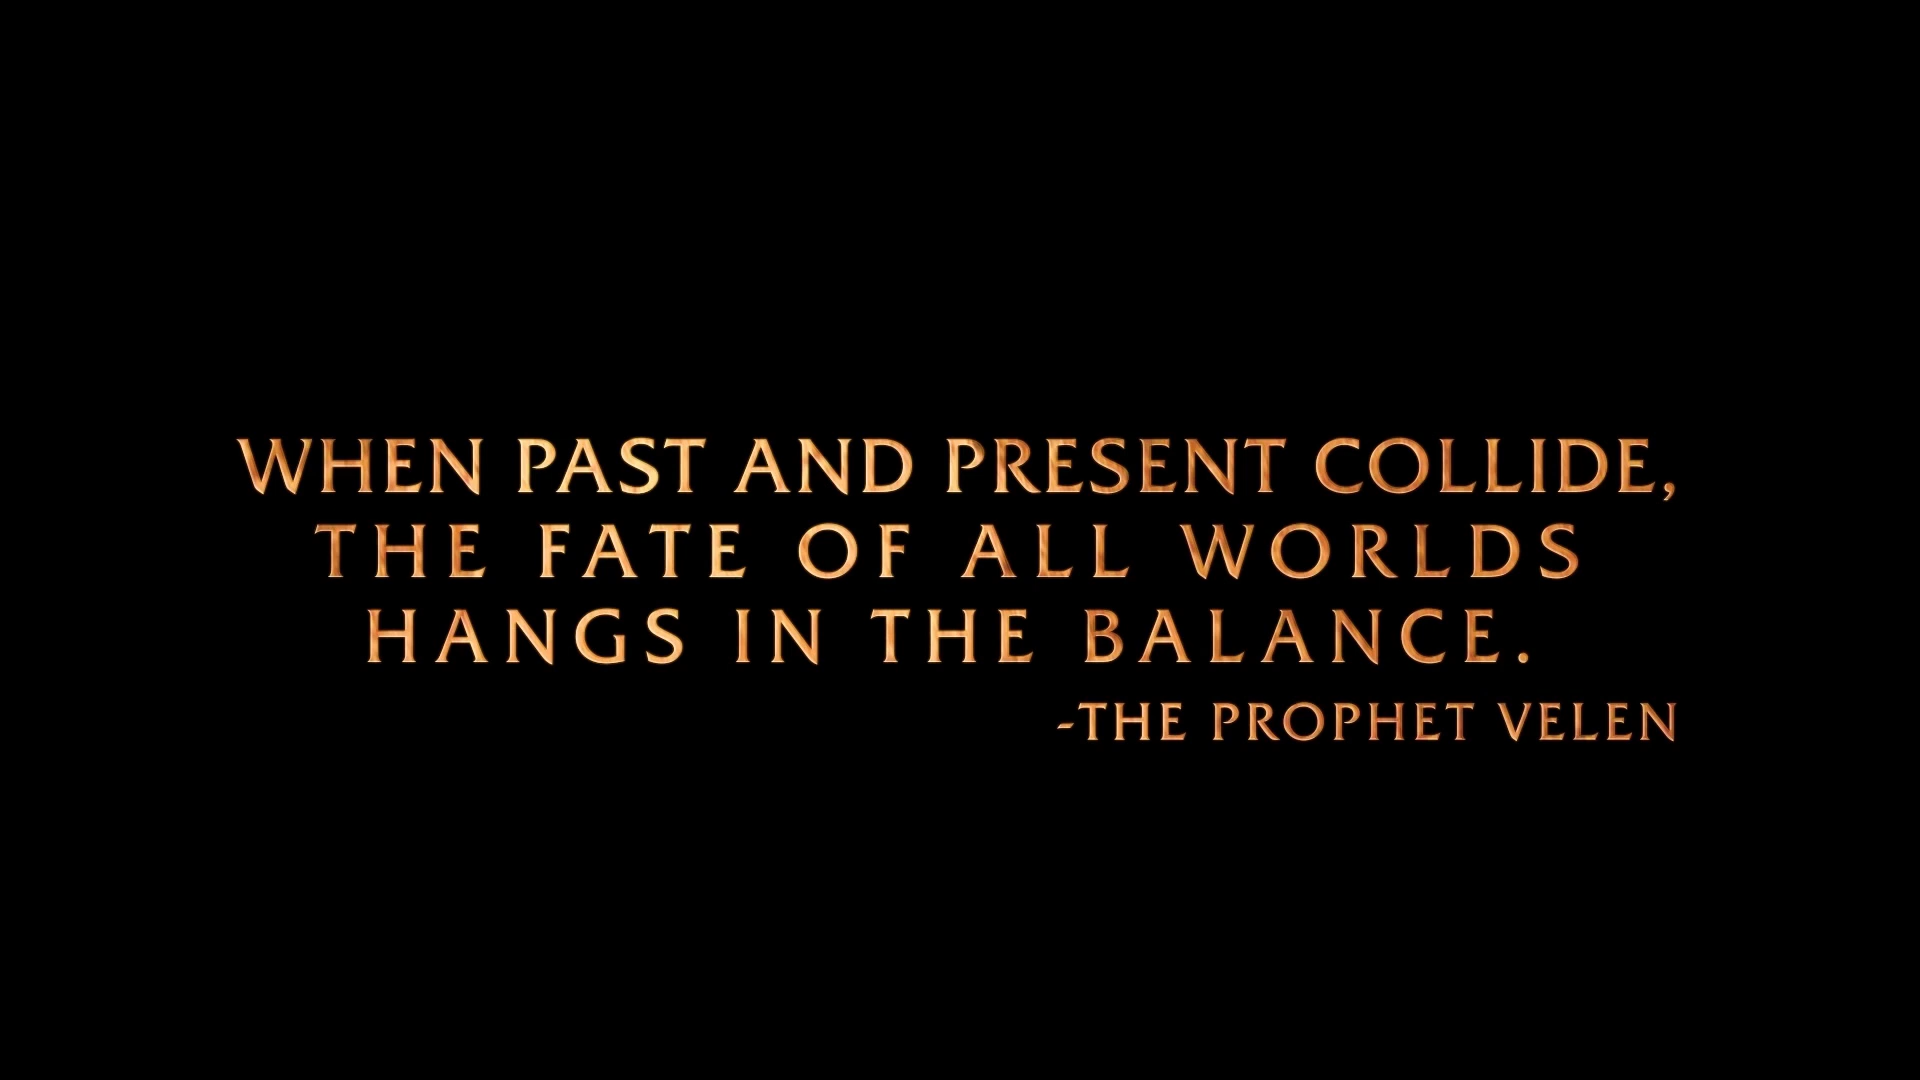 WHEN PAST AND PRESENT COLLIDE,
THE FATE OF ALL WORLDS
HANGS IN THE BALANCE.
-THE PROPHET VELEN